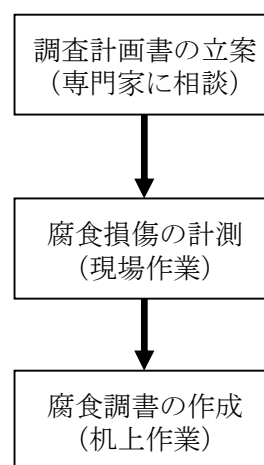 調査計画書の立案
（専門家に相談）
腐食損傷の計測
（現場作業）
腐食調書の作成
（机上作業）